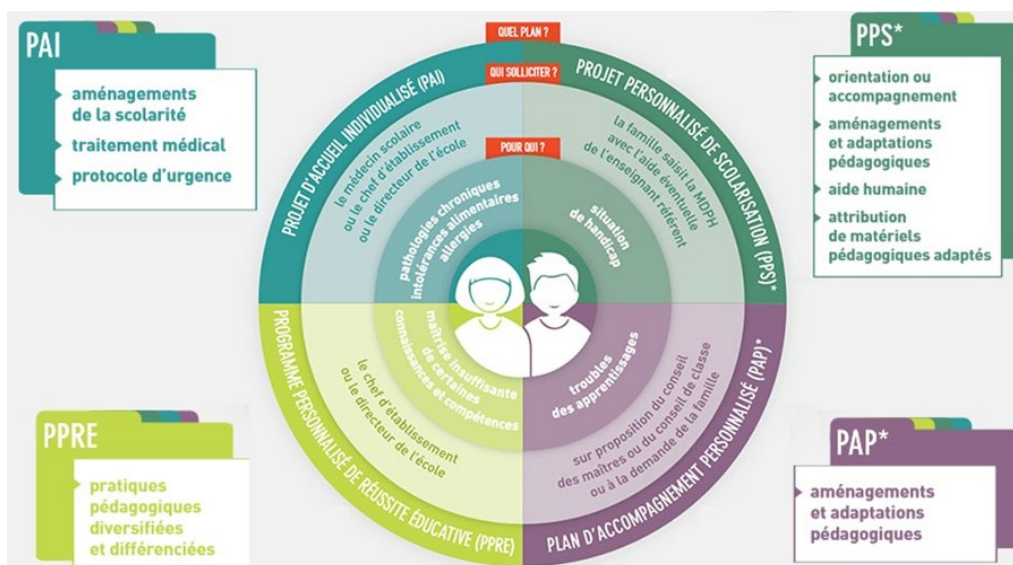 PAI
aménagements
de la scolarité
traitement médical
protocole d'urgence
QUEL PLAN ?
QUI SOLLICITER ?
POUR QUI ?
PROJET D'ACCUEIL INDIVIDUALISÉ (PAI)
le médecin scolaire
ou le chef d'établissement
ou le directeur de l'école
pathologies chroniques
intolérances alimentaires
allergies
PROJET PERSONNALISÉ DE SCOLARISATION (PPS)*
la famille saisit la MDPH
avec l'aide éventuelle
de l'enseignant référent
situation
de handicap
PPS*
orientation ou
accompagnement
aménagements
et adaptations
pédagogiques
aide humaine
attribution
de matériels
pédagogiques adaptés
PPRE
pratiques
pédagogiques
diversifiées
et différenciées
PROGRAMME PERSONNALISÉ DE RÉUSSITE ÉDUCATIVE (PPRE)
le chef d'établissement
ou le directeur de l'école
maîtrise insuffisante
de certaines
connaissances et compétences
troubles
des apprentissages
sur proposition du conseil
des maîtres ou du conseil de classe
ou à la demande de la famille
PLAN D'ACCOMPAGNEMENT PERSONNALISÉ (PAP)*
PAP*
aménagements
et adaptations
pédagogiques